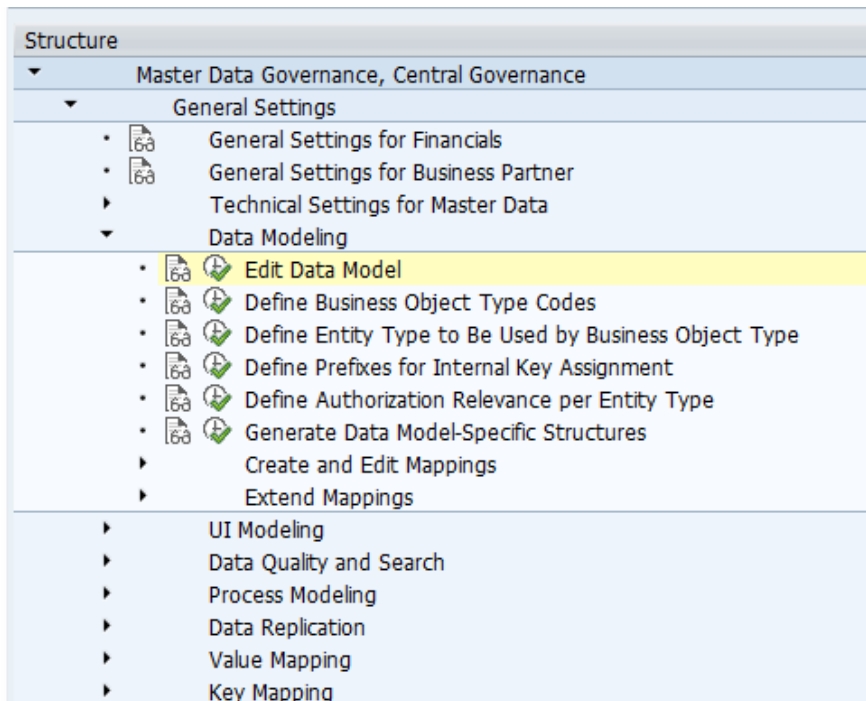 Structure
Master Data Governance, Central Governance
General Settings
General Settings for Financials
General Settings for Business Partner
Technical Settings for Master Data
Data Modeling
Edit Data Model
Define Business Object Type Codes
Define Entity Type to Be Used by Business Object Type
Define Prefixes for Internal Key Assignment
Define Authorization Relevance per Entity Type
Generate Data Model-Specific Structures
Create and Edit Mappings
Extend Mappings
UI Modeling
Data Quality and Search
Process Modeling
Data Replication
Value Mapping
Key Mapping